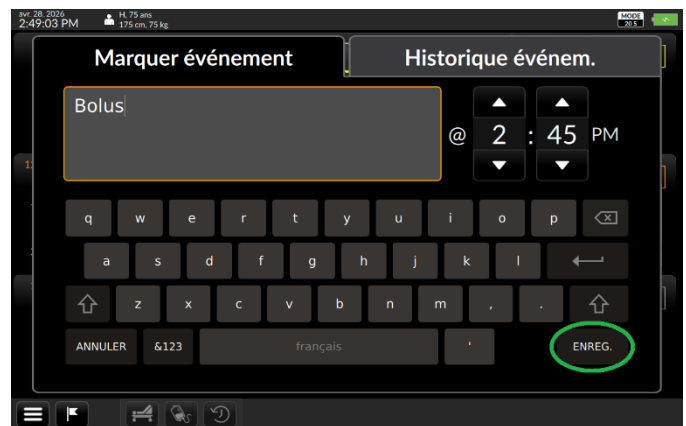 avr. 28, 2026
2:49:03 PM
H, 75 ans
175 cm, 75 kg
MODE
20.5
Marquer événement
Historique événem.
Bolus
@ 2 : 45 PM
q w e r t y u i o p
a s d f g h j k l
z x c v b n m , .
ANNULER &123 français ' ENREG.